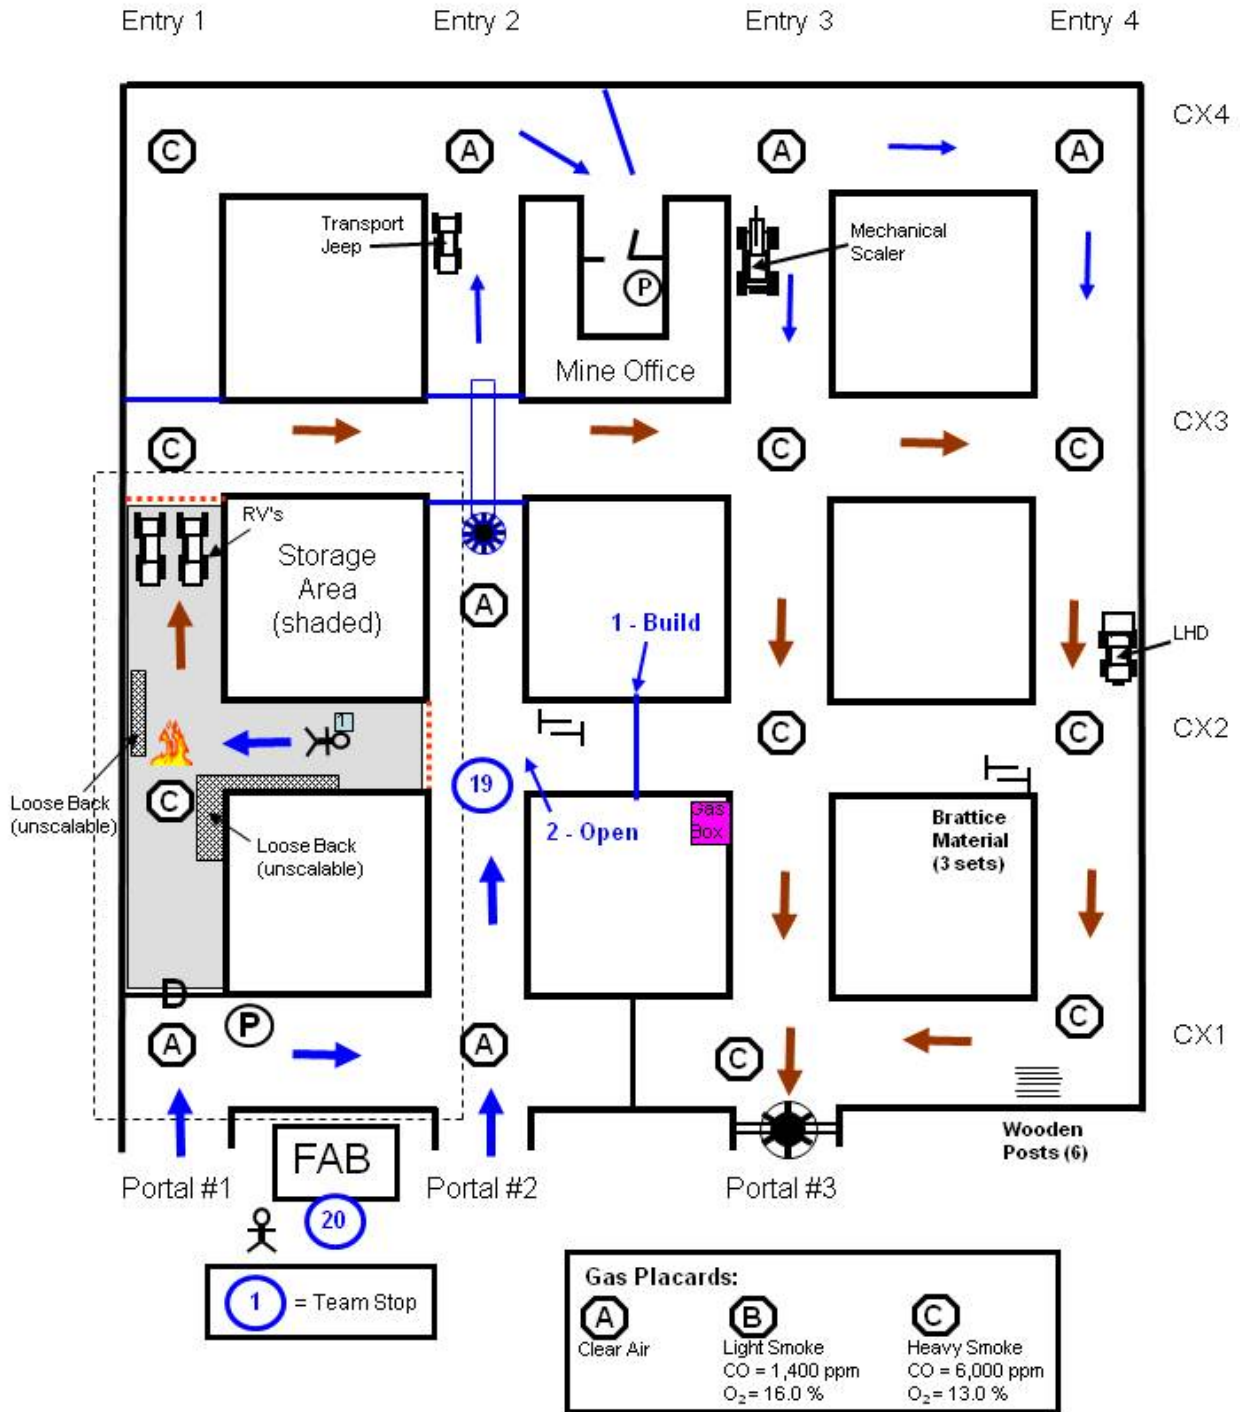 Entry 1
Entry 2
Entry 3
Entry 4
C
A
A
A
CX4
Transport
Jeep
Mechanical
Scaler
P
Mine Office
CX3
C
C
C
RV's
Storage
Area
(shaded)
A
1 - Build
LHD
1
C
C
CX2
19
Loose Back
(unscalable)
C
2 - Open
Gas
Box
Brattice
Material
(3 sets)
Loose Back
(unscalable)
D
P
A
A
C
C
CX1
FAB
Wooden
Posts (6)
Portal #1
Portal #2
Portal #3
20
1 = Team Stop
Gas Placards:
A
B
C
Clear Air
Light Smoke
CO = 1,400 ppm
O₂ = 16.0 %
Heavy Smoke
CO = 6,000 ppm
O₂ = 13.0 %